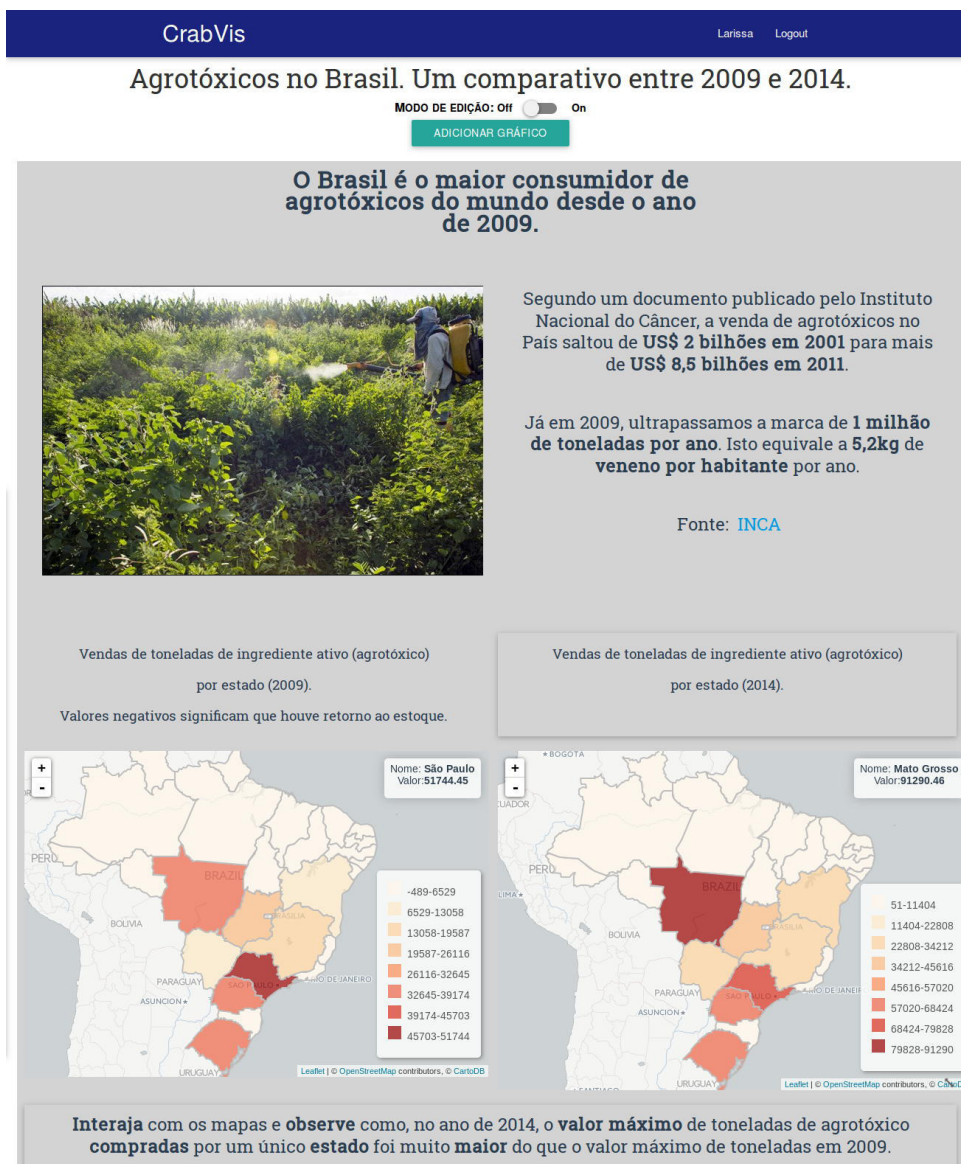 CrabVis
Larissa
Logout
Agrotóxicos no Brasil. Um comparativo entre 2009 e 2014.
MODO DE EDIÇÃO: Off On
ADICIONAR GRÁFICO
O Brasil é o maior consumidor de
agrotóxicos do mundo desde o ano
de 2009.
Segundo um documento publicado pelo Instituto
Nacional do Câncer, a venda de agrotóxicos no
País saltou de US$ 2 bilhões em 2001 para mais
de US$ 8,5 bilhões em 2011.
Já em 2009, ultrapassamos a marca de 1 milhão
de toneladas por ano. Isto equivale a 5,2kg de
veneno por habitante por ano.
Fonte: INCA
Vendas de toneladas de ingrediente ativo (agrotóxico)
por estado (2009).
Valores negativos significam que houve retorno ao estoque.
Vendas de toneladas de ingrediente ativo (agrotóxico)
por estado (2014).
+
-
Nome: São Paulo
Valor:51744.45
PERU
BRAZIL
BOLIVIA
BRASILIA
PARAGUAY
SAO PAULO
RIO DE JANEIRO
ASUNCION
URUGUAY
-489-6529
6529-13058
13058-19587
19587-26116
26116-32645
32645-39174
39174-45703
45703-51744
Leaflet | © OpenStreetMap contributors, © CartoDB
+
-
BOGOTA
Nome: Mato Grosso
Valor:91290.46
UADOR
PERU
LIMA
BRAZIL
BOLIVIA
BRASILIA
PARAGUAY
SAO PAULO
RIO DE JANEIR
ASUNCION
URUGUAY
SANTIAGO
51-11404
11404-22808
22808-34212
34212-45616
45616-57020
57020-68424
68424-79828
79828-91290
Leaflet | © OpenStreetMap contributors, © CartoD
Interaja com os mapas e observe como, no ano de 2014, o valor máximo de toneladas de agrotóxico
compradas por um único estado foi muito maior do que o valor máximo de toneladas em 2009.